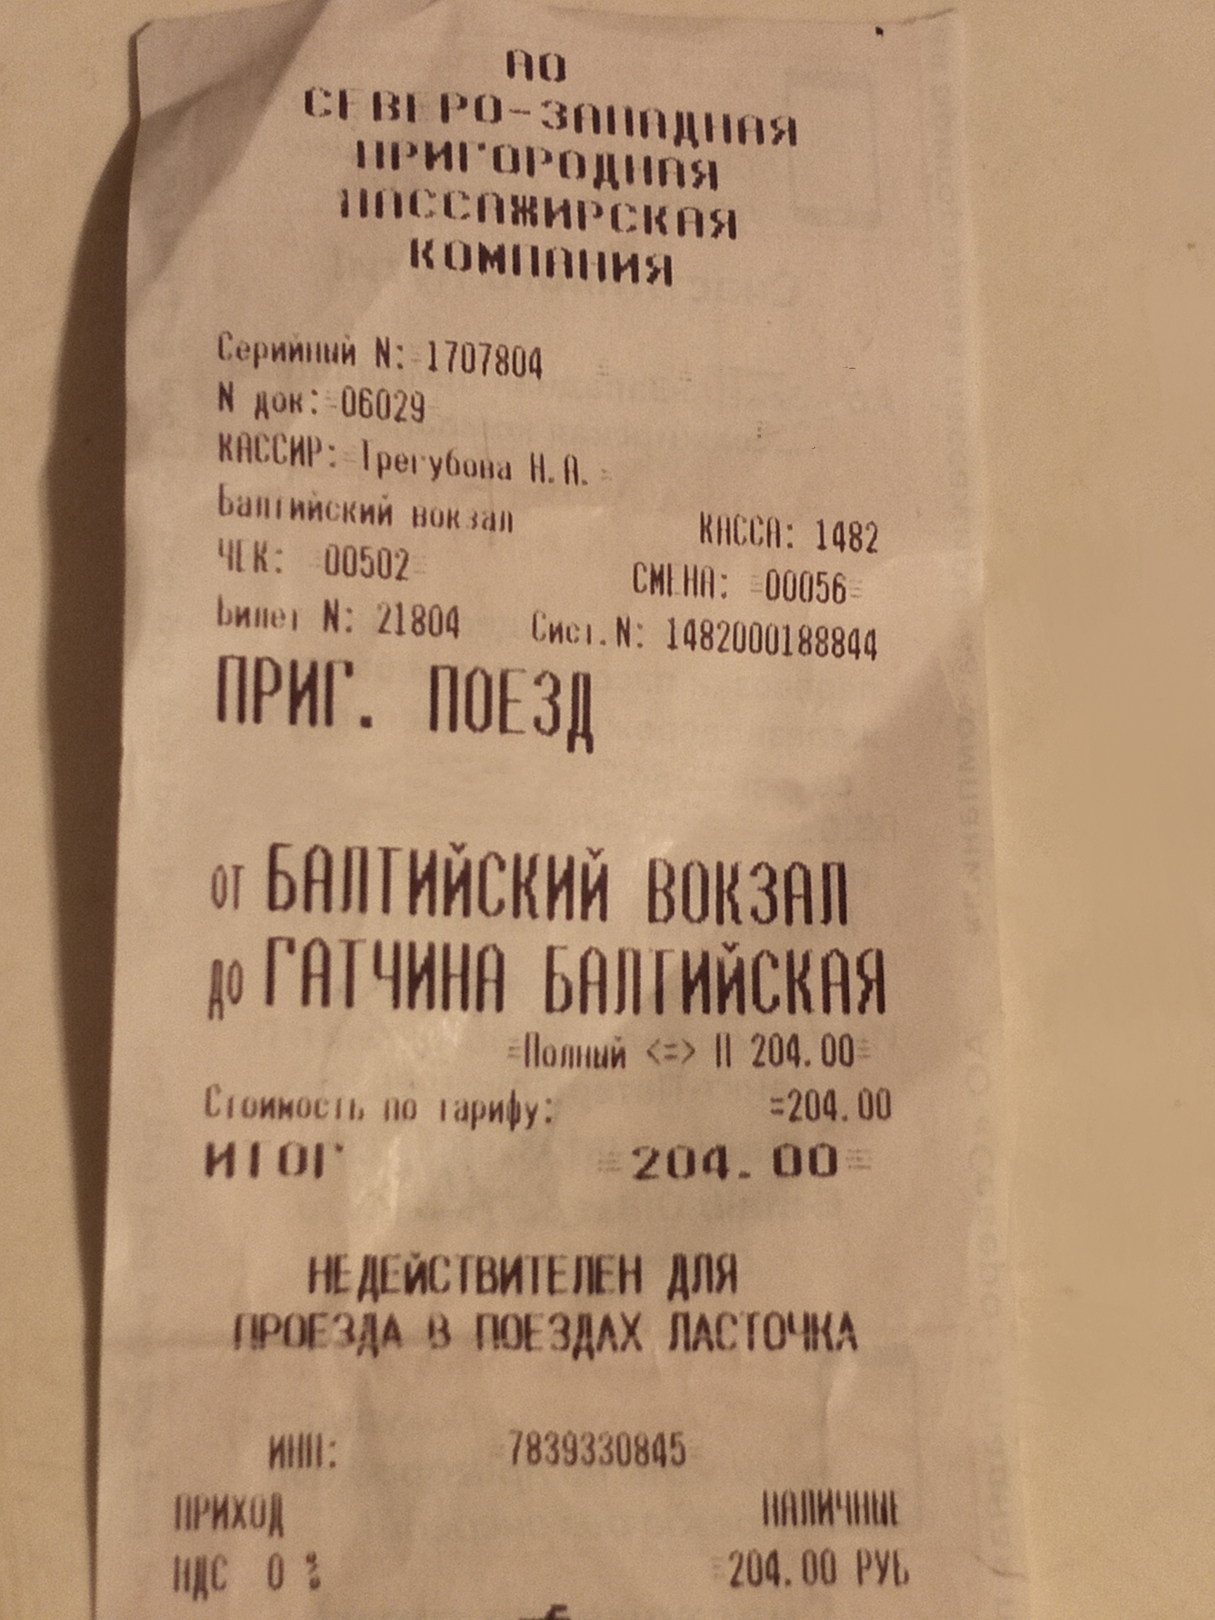 АО
СЕВЕРО-ЗАПАДНАЯ
ПРИГОРОДНАЯ
ПАССАЖИРСКАЯ
КОМПАНИЯ
Серийный N: 1707804
N док: 06029
КАССИР: Трегубова Н.А.
Балтийский вокзал КАССА: 1482
ЧЕК: 00502 СМЕНА: =00056=
Билет N: 21804 Сист.N: 1482000188844
ПРИГ. ПОЕЗД
от БАЛТИЙСКИЙ ВОКЗАЛ
до ГАТЧИНА БАЛТИЙСКАЯ
=Полный <=> П 204.00=
Стоимость по тарифу: =204.00
ИТОГ =204.00=
НЕДЕЙСТВИТЕЛЕН ДЛЯ
ПРОЕЗДА В ПОЕЗДАХ ЛАСТОЧКА
ИНН: 7839330845
ПРИХОД НАЛИЧНЫЕ
НДС 0 % =204.00 РУБ